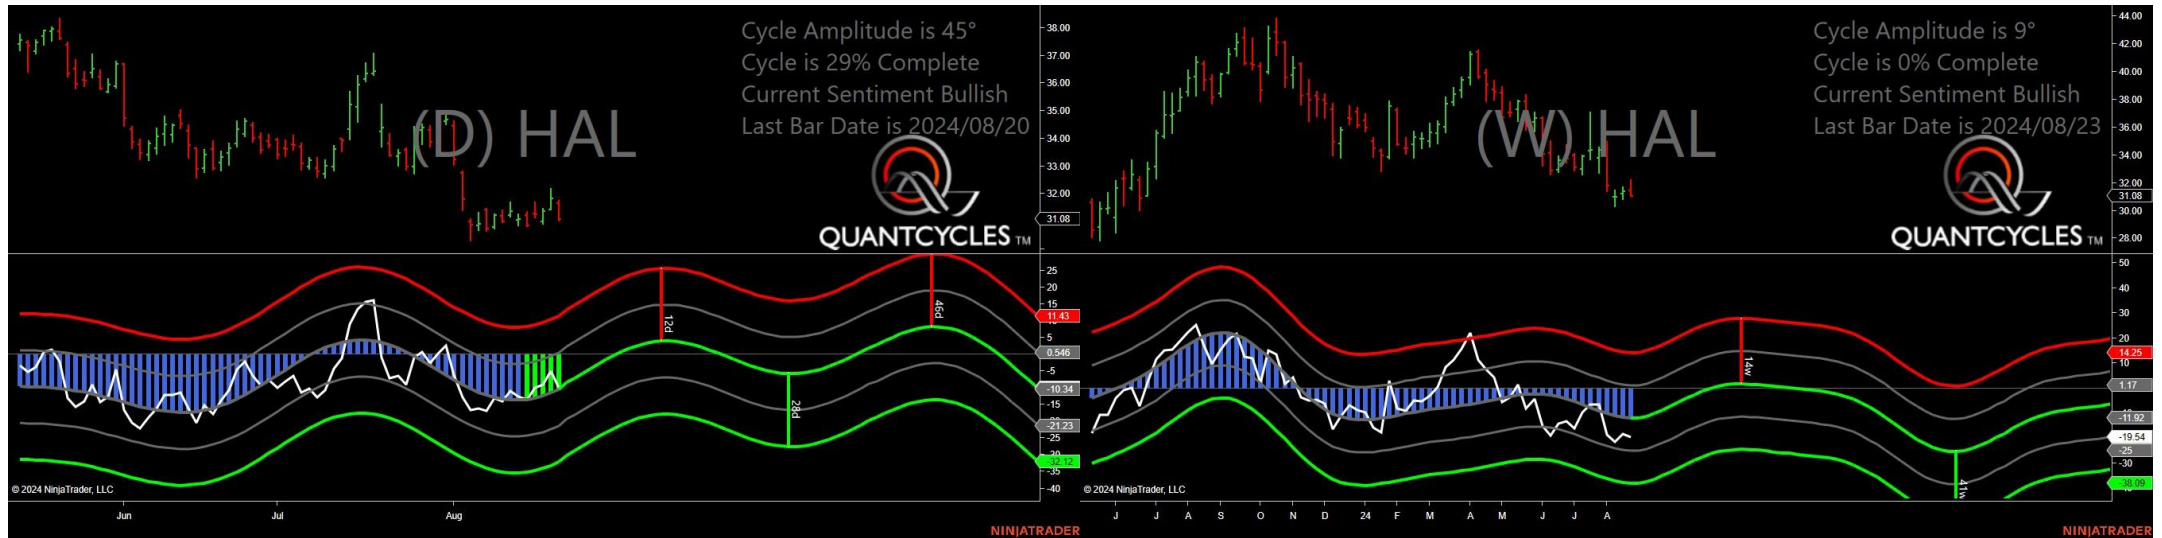 Cycle Amplitude is 45°
Cycle is 29% Complete
Current Sentiment Bullish
Last Bar Date is 2024/08/20
(D) HAL
QUANTCYCLES TM
38.00
37.00
36.00
35.00
34.00
33.00
32.00
31.08
25
20
15
11.43
5
0.546
-5
-10.34
-15
-21.23
-25
-32.12
-35
-40
12d
46d
28d
© 2024 NinjaTrader, LLC
Jun Jul Aug
NINJATRADER
Cycle Amplitude is 9°
Cycle is 0% Complete
Current Sentiment Bullish
Last Bar Date is 2024/08/23
(W) HAL
QUANTCYCLES TM
44.00
42.00
40.00
38.00
36.00
34.00
32.00
31.08
30.00
28.00
50
40
30
20
14.25
10
1.17
-11.92
-19.54
-25
-30
-38.09
14w
41w
© 2024 NinjaTrader, LLC
J J A S O N D 24 F M A M J J A
NINJATRADER